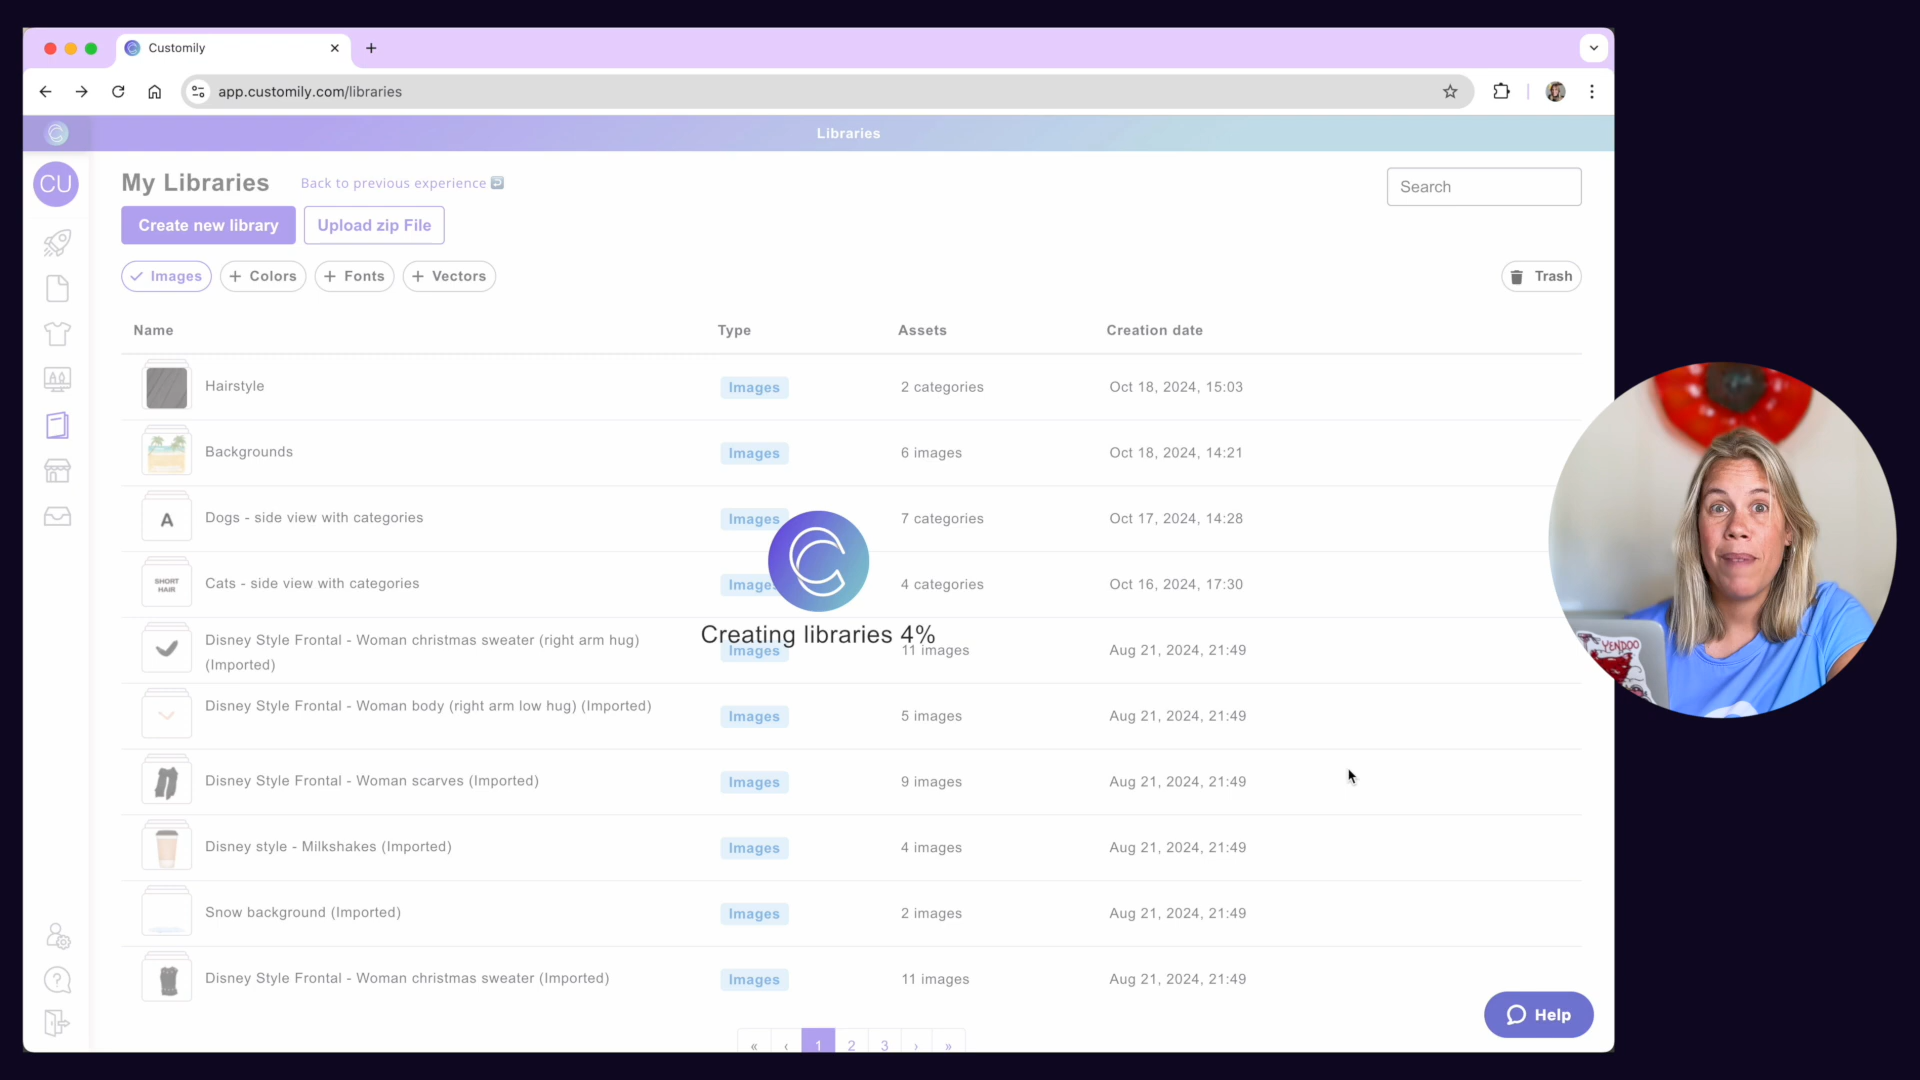 Customily
app.customily.com/libraries
Libraries
CU
My Libraries
Back to previous experience
Search
Create new library
Upload zip File
Images
Colors
Fonts
Vectors
Trash
Name Type Assets Creation date
Hairstyle Images 2 categories Oct 18, 2024, 15:03
Backgrounds Images 6 images Oct 18, 2024, 14:21
A Dogs - side view with categories Images 7 categories Oct 17, 2024, 14:28
SHORT
HAIR
Cats - side view with categories Images 4 categories Oct 16, 2024, 17:30
Creating libraries 4%
Disney Style Frontal - Woman christmas sweater (right arm hug)
(Imported)
Images 11 images Aug 21, 2024, 21:49
Disney Style Frontal - Woman body (right arm low hug) (Imported) Images 5 images Aug 21, 2024, 21:49
Disney Style Frontal - Woman scarves (Imported) Images 9 images Aug 21, 2024, 21:49
Disney style - Milkshakes (Imported) Images 4 images Aug 21, 2024, 21:49
Snow background (Imported) Images 2 images Aug 21, 2024, 21:49
Disney Style Frontal - Woman christmas sweater (Imported) Images 11 images Aug 21, 2024, 21:49
« ‹ 1 2 3 › »
Help
YENDOO